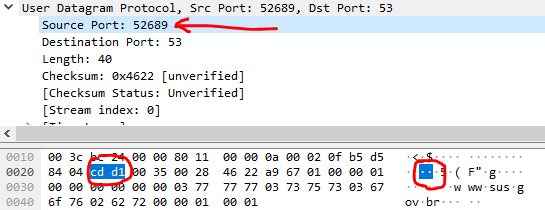 User Datagram Protocol, Src Port: 52689, Dst Port: 53
Source Port: 52689
Destination Port: 53
Length: 40
Checksum: 0x4622 [unverified]
[Checksum Status: Unverified]
[Stream index: 0]
0010 00 3c bc 24 00 00 80 11 00 00 0a 00 02 0f b5 d5 ·<·$···· ········
0020 84 04 cd d1 00 35 00 28 46 22 a9 67 01 00 00 01 ·····5·( F"·g····
0030 00 00 00 00 00 00 03 77 77 77 03 73 75 73 03 67 ·······w ww·sus·g
0040 6f 76 02 62 72 00 00 01 00 01 ov·br··· ··